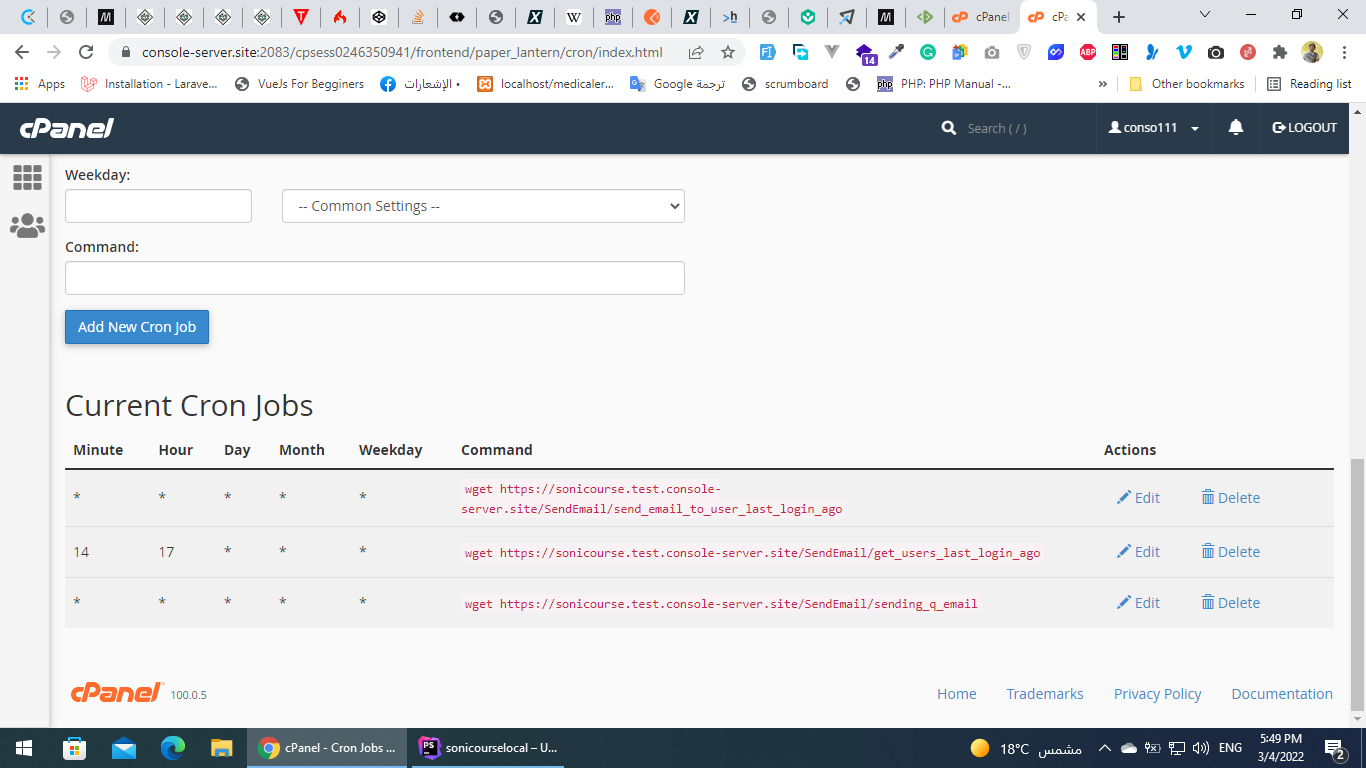 cPanel
cPa
console-server.site:2083/cpsess0246350941/frontend/paper_lantern/cron/index.html
14
Apps
Installation - Larave...
VueJs For Begginers
الإشعارات •
localhost/medicaler...
ترجمة Google
scrumboard
PHP: PHP Manual -...
»
Other bookmarks
Reading list
cPanel
Search ( / )
conso111
LOGOUT
Weekday:
-- Common Settings --
Command:
Add New Cron Job
Current Cron Jobs
Minute Hour Day Month Weekday Command Actions
* * * * * wget https://sonicourse.test.console-
server.site/SendEmail/send_email_to_user_last_login_ago
Edit Delete
14 17 * * * wget https://sonicourse.test.console-server.site/SendEmail/get_users_last_login_ago Edit Delete
* * * * * wget https://sonicourse.test.console-server.site/SendEmail/sending_q_email Edit Delete
cPanel 100.0.5
Home Trademarks Privacy Policy Documentation
cPanel - Cron Jobs ...
PS
sonicourselocal – U...
18°C مشمس
ENG
5:49 PM
3/4/2022
2